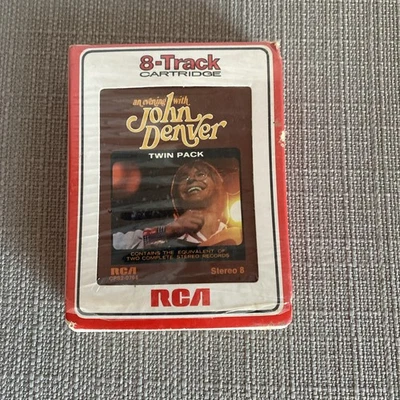 8-Track
CARTRIDGE
an evening with
John
Denver
TWIN PACK
CONTAINS THE EQUIVALENT OF
TWO COMPLETE STEREO RECORDS
RCA Stereo 8
RCA